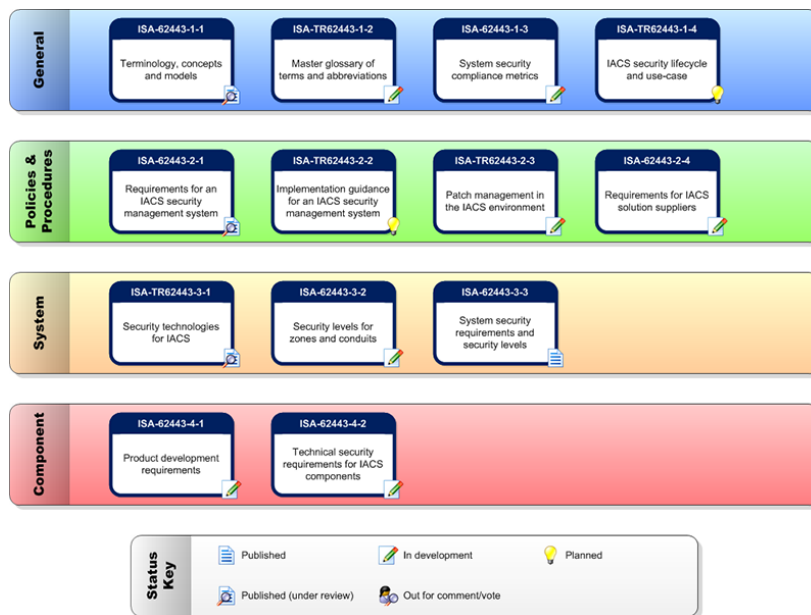 General
ISA-62443-1-1
Terminology, concepts
and models
ISA-TR62443-1-2
Master glossary of
terms and abbreviations
ISA-62443-1-3
System security
compliance metrics
ISA-TR62443-1-4
IACS security lifecycle
and use-case
Policies &
Procedures
ISA-62443-2-1
Requirements for an
IACS security
management system
ISA-TR62443-2-2
Implementation guidance
for an IACS security
management system
ISA-TR62443-2-3
Patch management in
the IACS environment
ISA-62443-2-4
Requirements for IACS
solution suppliers
System
ISA-TR62443-3-1
Security technologies
for IACS
ISA-62443-3-2
Security levels for
zones and conduits
ISA-62443-3-3
System security
requirements and
security levels
Component
ISA-62443-4-1
Product development
requirements
ISA-62443-4-2
Technical security
requirements for IACS
components
Status
Key
Published
In development
Planned
Published (under review)
Out for comment/vote